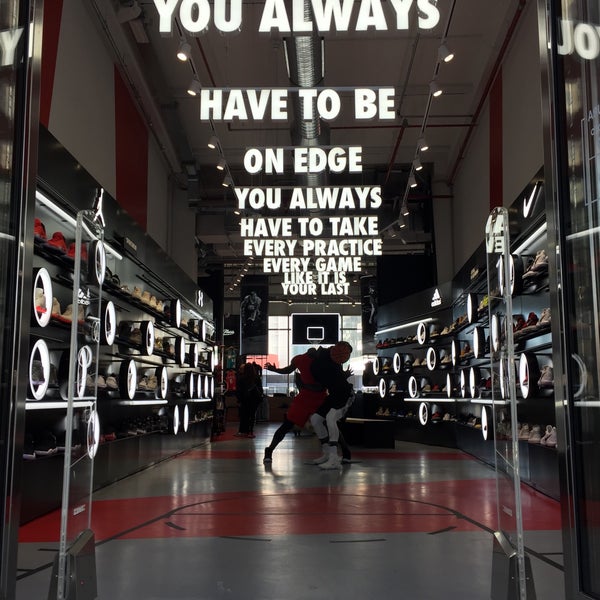 YOU ALWAYS
HAVE TO BE
ON EDGE
YOU ALWAYS
HAVE TO TAKE
EVERY PRACTICE
EVERY GAME
LIKE IT IS
YOUR LAST